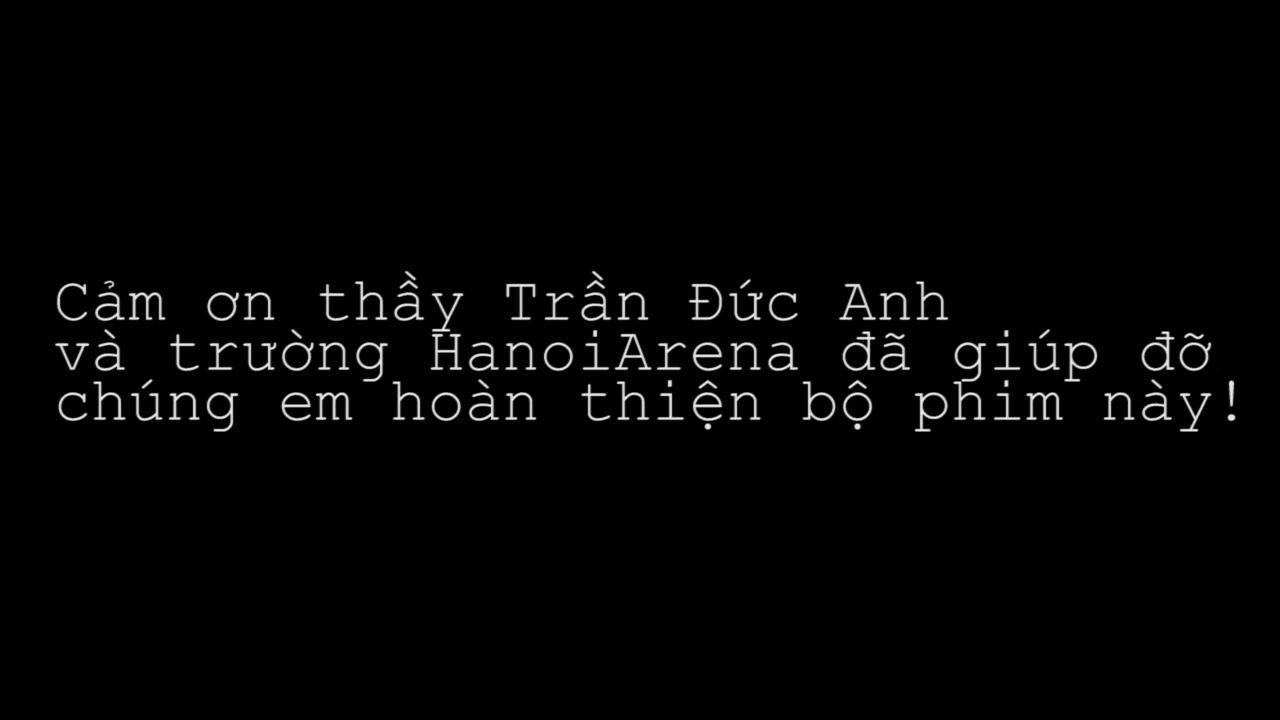 Cảm ơn thầy Trần Đức Anh
và trường HanoiArena đã giúp đỡ
chúng em hoàn thiện bộ phim này!